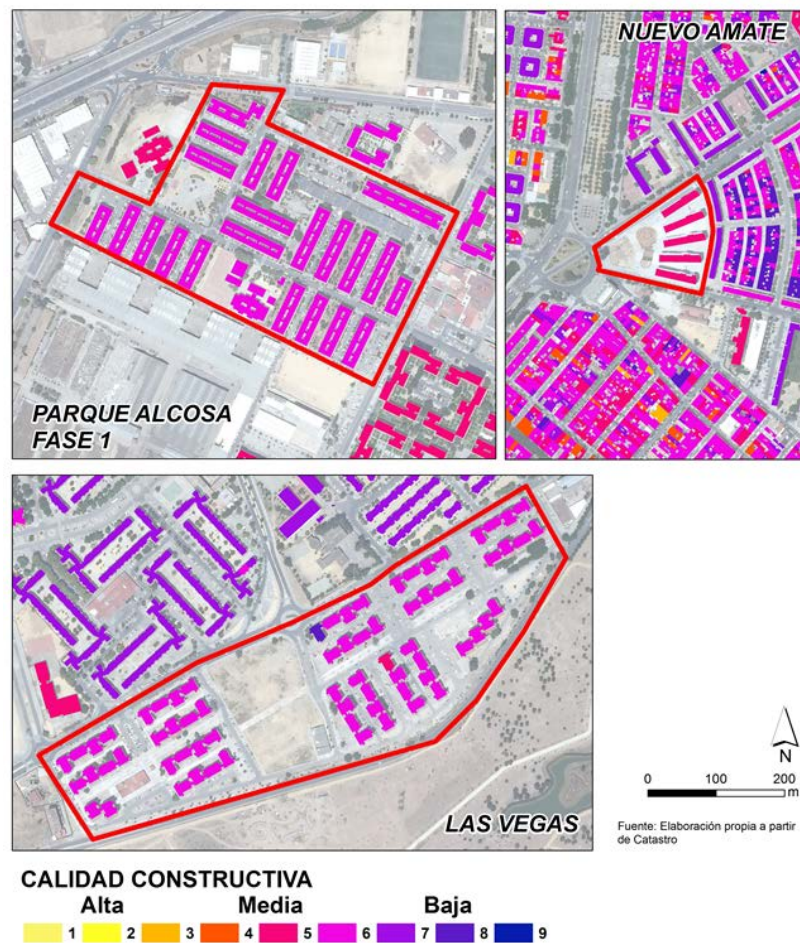 NUEVO AMATE
PARQUE ALCOSA
FASE 1
LAS VEGAS
N
0 100 200
m
Fuente: Elaboración propia a partir
de Catastro
CALIDAD CONSTRUCTIVA
Alta Media Baja
1 2 3 4 5 6 7 8 9